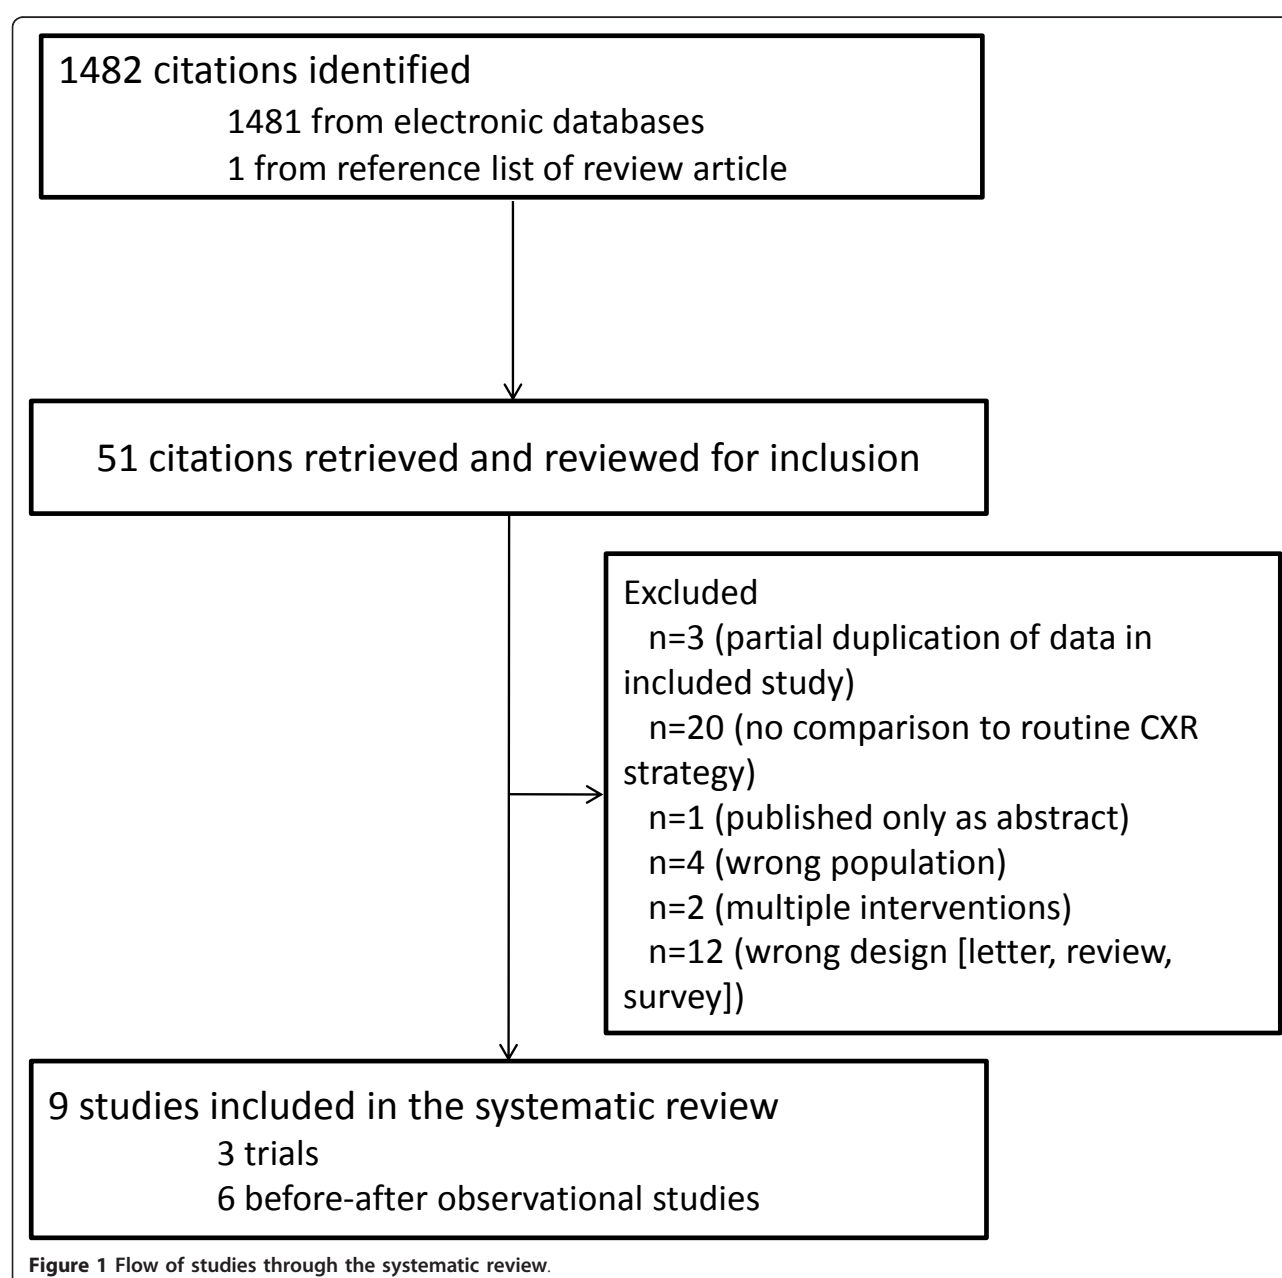 1482 citations identified
1481 from electronic databases
1 from reference list of review article
51 citations retrieved and reviewed for inclusion
Excluded
n=3 (partial duplication of data in
included study)
n=20 (no comparison to routine CXR
strategy)
n=1 (published only as abstract)
n=4 (wrong population)
n=2 (multiple interventions)
n=12 (wrong design [letter, review,
survey])
9 studies included in the systematic review
3 trials
6 before-after observational studies
Figure 1 Flow of studies through the systematic review.